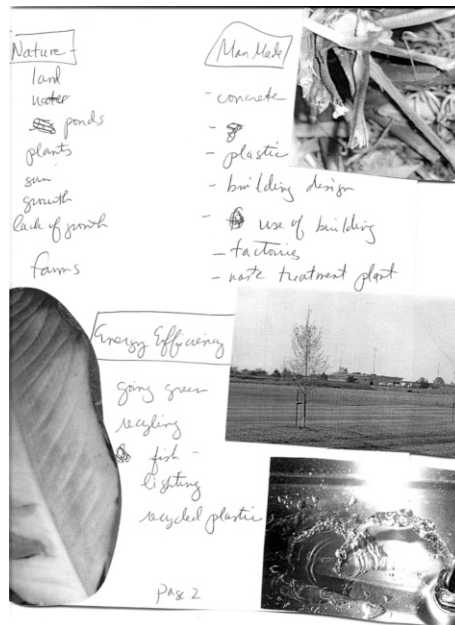 Nature -
land
water
ponds
plants
sun
growth
lack of growth
farms
Man Made
- concrete
-
- plastic
- building design
- use of building
- factories
- waste treatment plant
Energy Efficiency
going green
recycling
fish -
lighting
recycled plastic
page 2